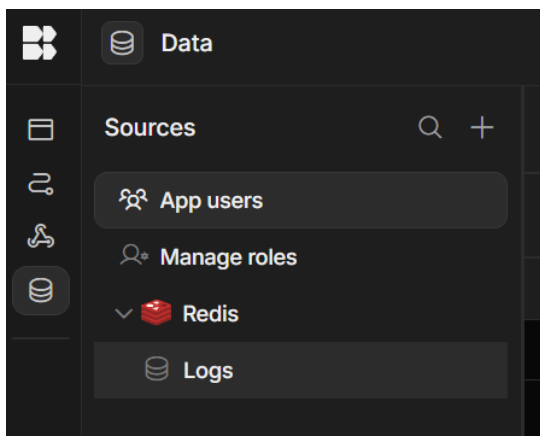 Data
Sources
App users
Manage roles
Redis
Logs